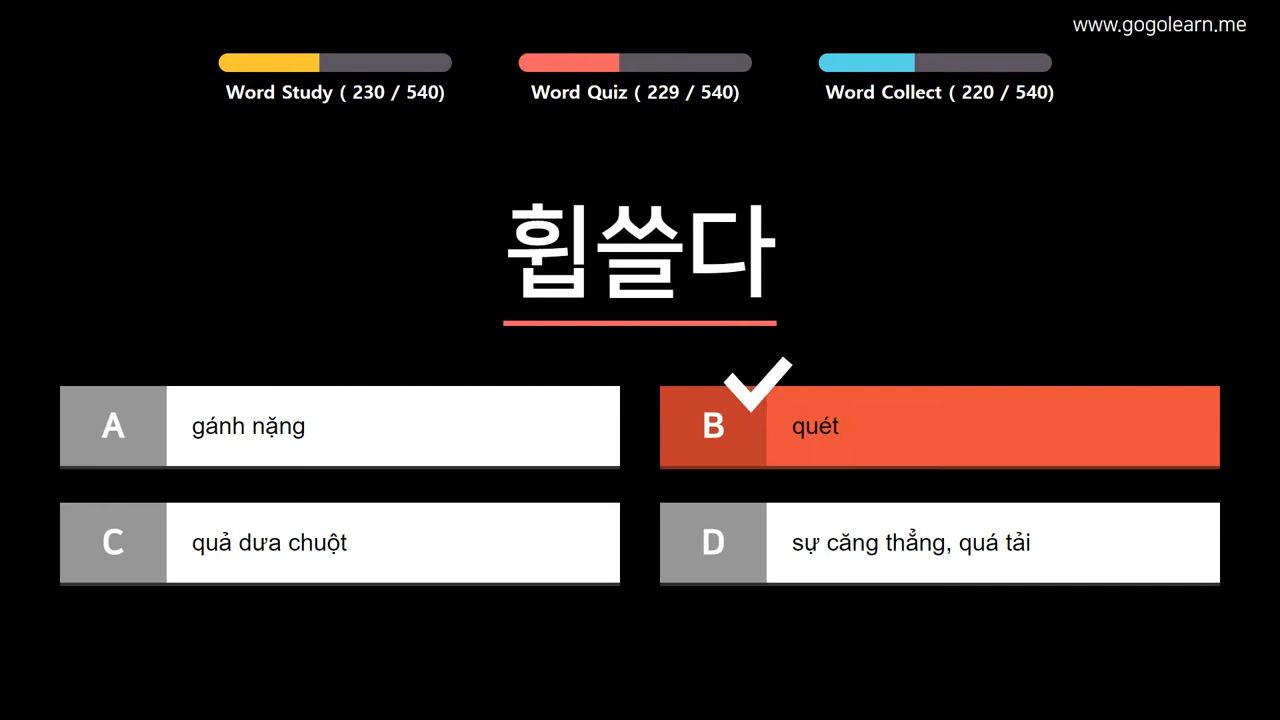 www.gogolearn.me
Word Study ( 230 / 540)
Word Quiz ( 229 / 540)
Word Collect ( 220 / 540)
휩쓸다
A
gánh nặng
B
quét
C
quả dưa chuột
D
sự căng thẳng, quá tải